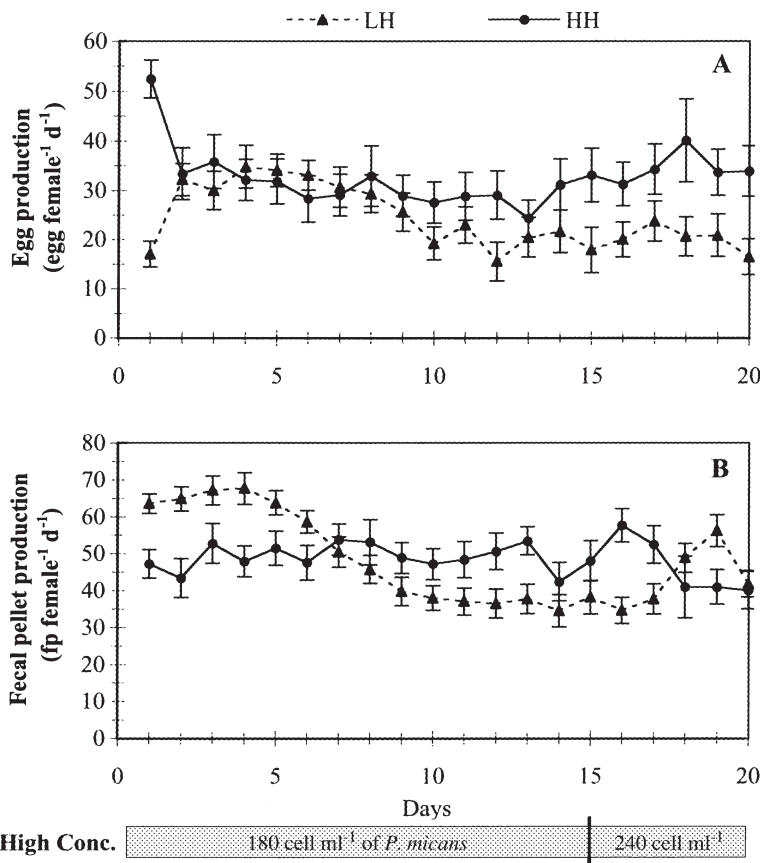 LH HH
60
50
40
30
20
10
0
A
Egg production
(egg female⁻¹ d⁻¹)
0 5 10 15 20
80
70
60
50
40
30
20
10
0
B
Fecal pellet production
(fp female⁻¹ d⁻¹)
0 5 10 15 20
Days
High Conc. 180 cell ml⁻¹ of P. micans 240 cell ml⁻¹